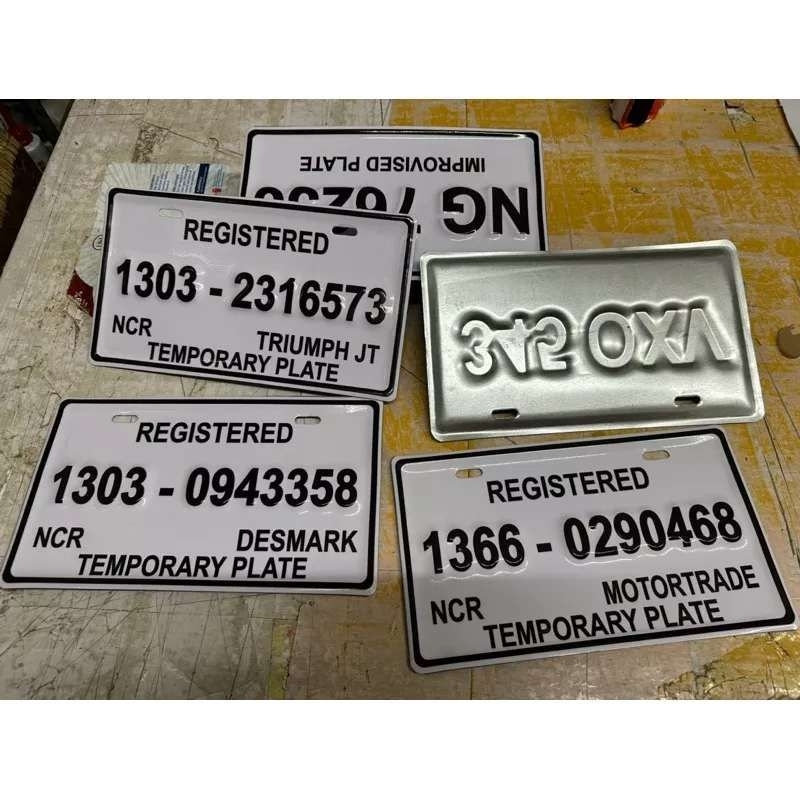 IMPROVISED PLATE
NG
REGISTERED
1303 - 2316573
NCR TRIUMPH JT
TEMPORARY PLATE
REGISTERED
1303 - 0943358
NCR DESMARK
TEMPORARY PLATE
REGISTERED
1366 - 0290468
NCR MOTORTRADE
TEMPORARY PLATE